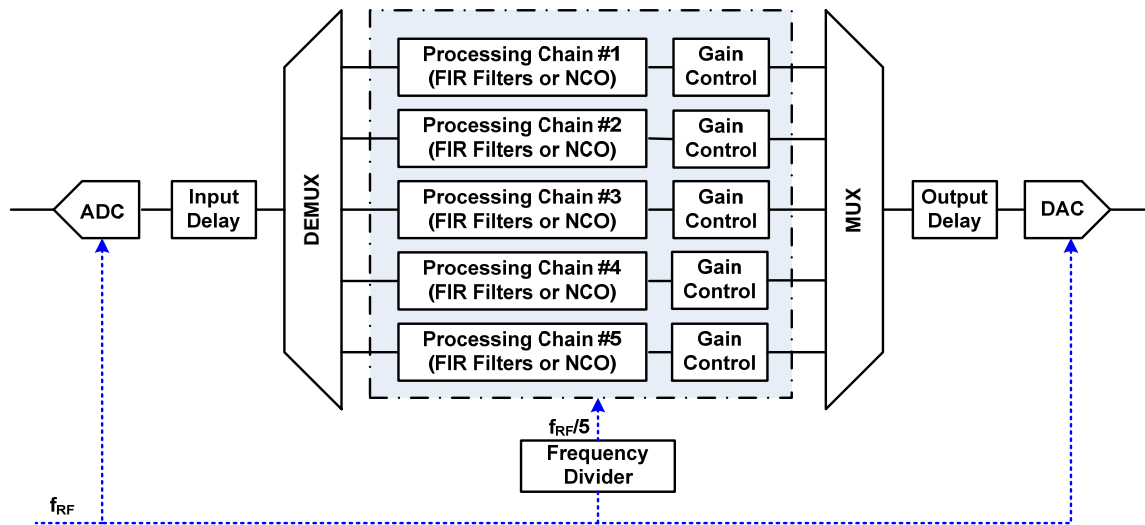 Processing Chain #1
(FIR Filters or NCO)
Gain
Control
Processing Chain #2
(FIR Filters or NCO)
Gain
Control
ADC
Input
Delay
DEMUX
Processing Chain #3
(FIR Filters or NCO)
Gain
Control
MUX
Output
Delay
DAC
Processing Chain #4
(FIR Filters or NCO)
Gain
Control
Processing Chain #5
(FIR Filters or NCO)
Gain
Control
fRF/5
Frequency
Divider
fRF